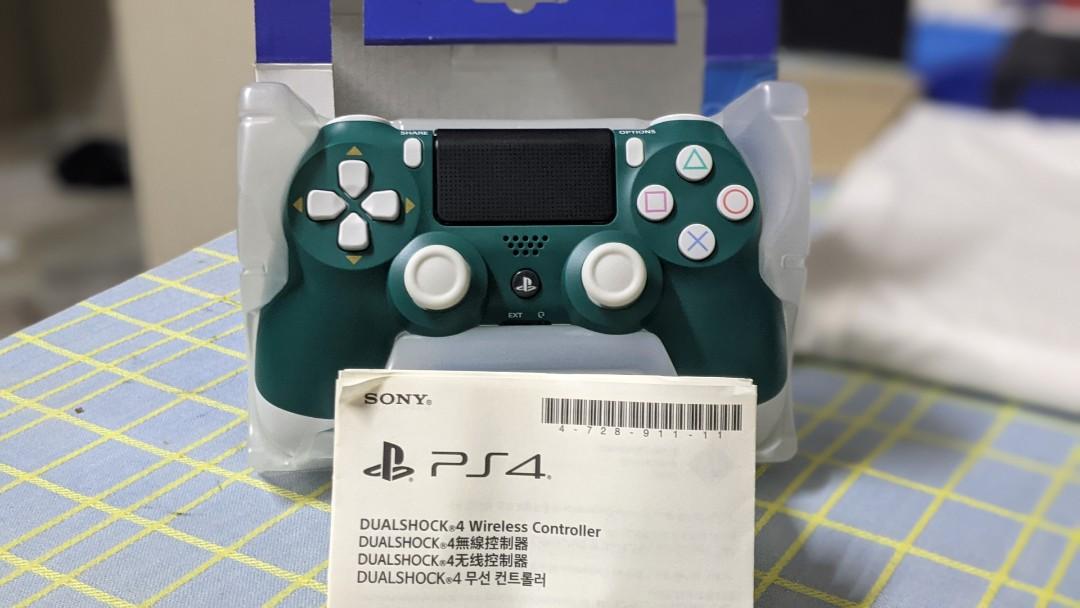 SHARE
OPTIONS
EXT
SONY®
4-728-911-11
PS4®
DUALSHOCK®4 Wireless Controller
DUALSHOCK®4無線控制器
DUALSHOCK®4无线控制器
DUALSHOCK®4 무선 컨트롤러